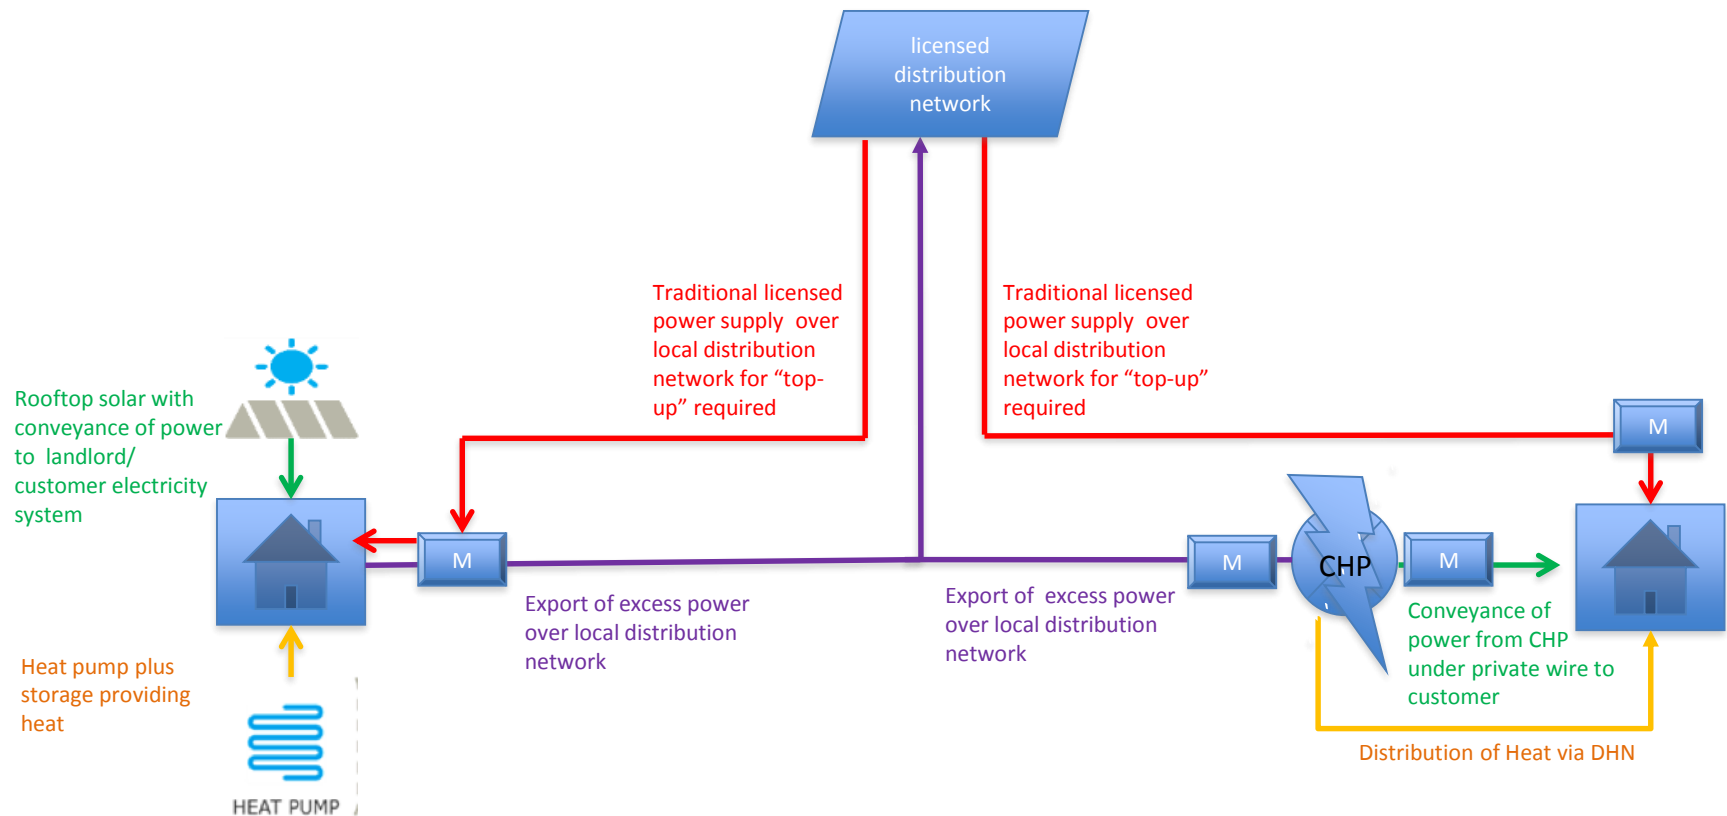 licensed
distribution
network
Traditional licensed
power supply over
local distribution
network for “top-
up” required
Traditional licensed
power supply over
local distribution
network for “top-up”
required
Rooftop solar with
conveyance of power
to landlord/
customer electricity
system
M
M
M
CHP
M
Export of excess power
over local distribution
network
Export of excess power
over local distribution
network
Conveyance of
power from CHP
under private wire to
customer
Heat pump plus
storage providing
heat
HEAT PUMP
Distribution of Heat via DHN